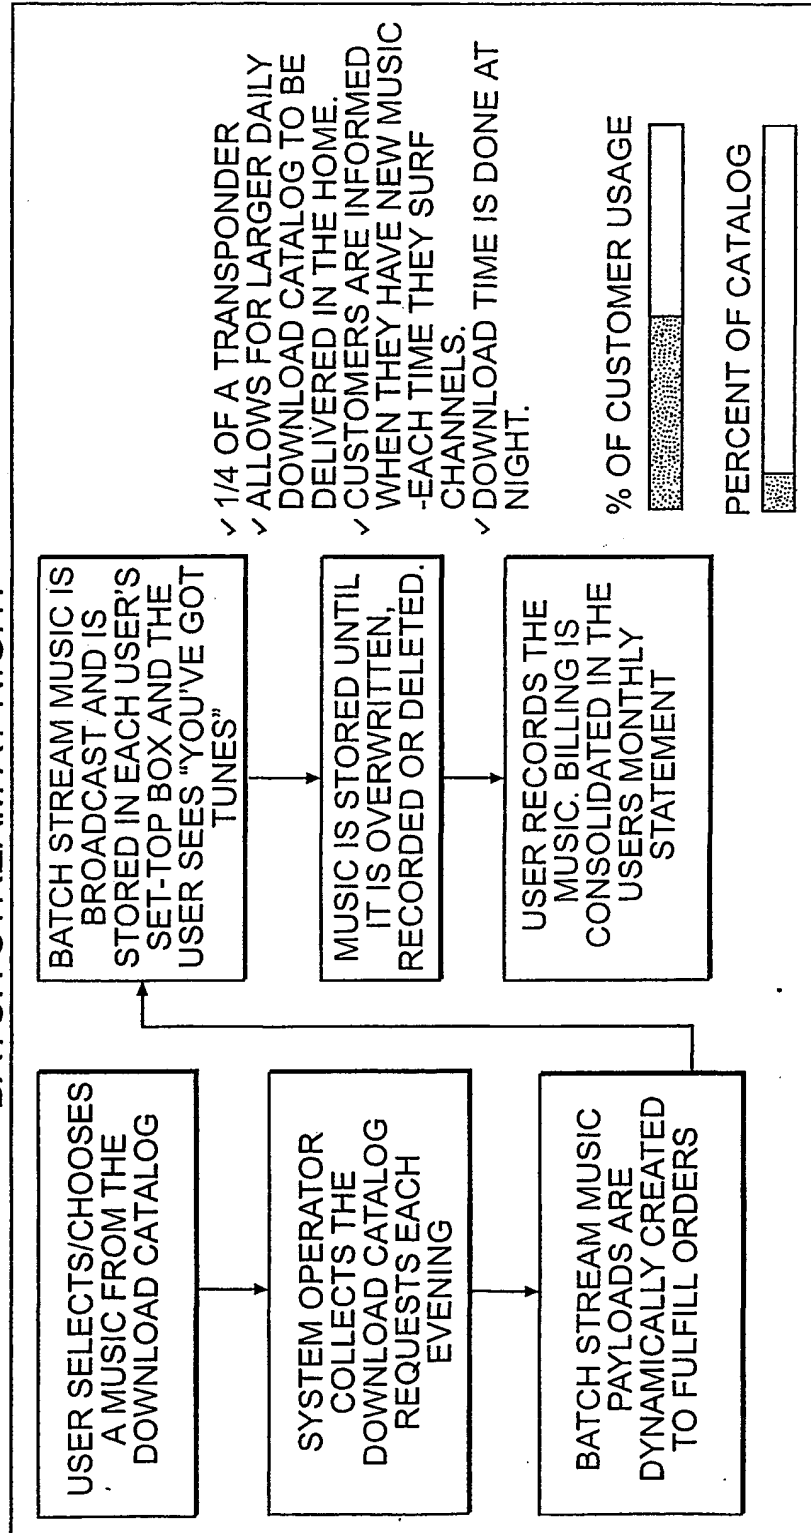 USER SELECTS/CHOOSES
A MUSIC FROM THE
DOWNLOAD CATALOG
SYSTEM OPERATOR
COLLECTS THE
DOWNLOAD CATALOG
REQUESTS EACH
EVENING
BATCH STREAM MUSIC
PAYLOADS ARE
DYNAMICALLY CREATED
TO FULFILL ORDERS
BATCH STREAM MUSIC IS
BROADCAST AND IS
STORED IN EACH USER'S
SET-TOP BOX AND THE
USER SEES "YOU'VE GOT
TUNES"
MUSIC IS STORED UNTIL
IT IS OVERWRITTEN,
RECORDED OR DELETED.
USER RECORDS THE
MUSIC. BILLING IS
CONSOLIDATED IN THE
USERS MONTHLY
STATEMENT
✓ 1/4 OF A TRANSPONDER
✓ ALLOWS FOR LARGER DAILY
DOWNLOAD CATALOG TO BE
DELIVERED IN THE HOME.
✓ CUSTOMERS ARE INFORMED
WHEN THEY HAVE NEW MUSIC
-EACH TIME THEY SURF
CHANNELS.
✓ DOWNLOAD TIME IS DONE AT
NIGHT.
% OF CUSTOMER USAGE
PERCENT OF CATALOG